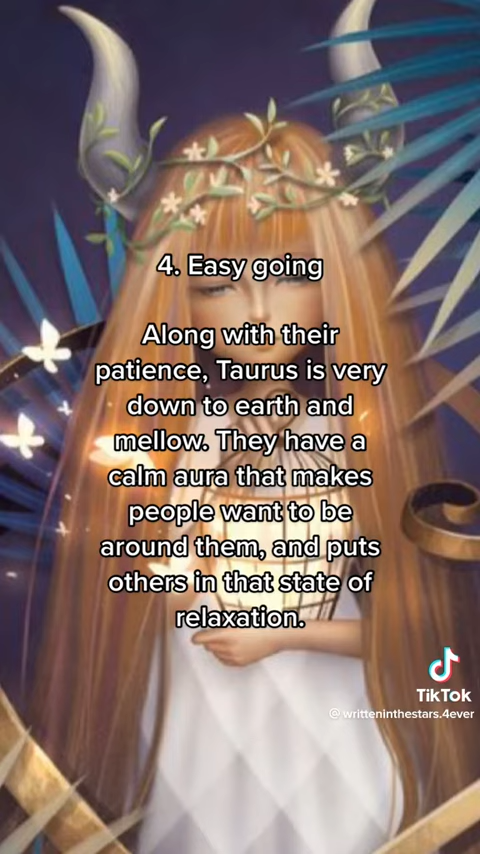 4. Easy going
Along with their
patience, Taurus is very
down to earth and
mellow. They have a
calm aura that makes
people want to be
around them, and puts
others in that state of
relaxation.
TikTok
@writteninthestars.4ever